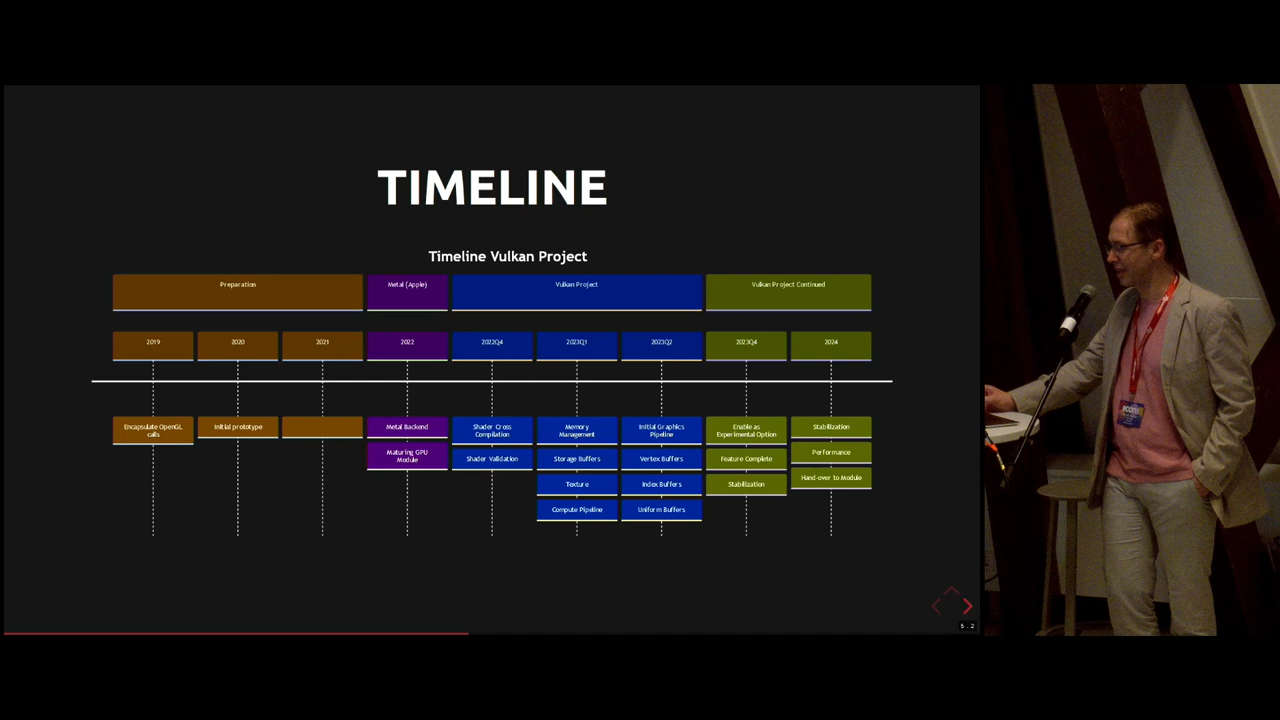 TIMELINE
Timeline Vulkan Project
Preparation
Metal (Apple)
Vulkan Project
Vulkan Project Continued
2019
2020
2021
2022
2022Q4
2023Q1
2023Q2
2023Q4
2024
Encapsulate OpenGL
calls
Initial prototype
Metal Backend
Maturing GPU
Module
Shader Cross
Compilation
Shader Validation
Memory
Management
Storage Buffers
Texture
Compute Pipeline
Initial Graphics
Pipeline
Vertex Buffers
Index Buffers
Uniform Buffers
Enable as
Experimental Option
Feature Complete
Stabilization
Stabilization
Performance
Hand-over to Module
5 . 2